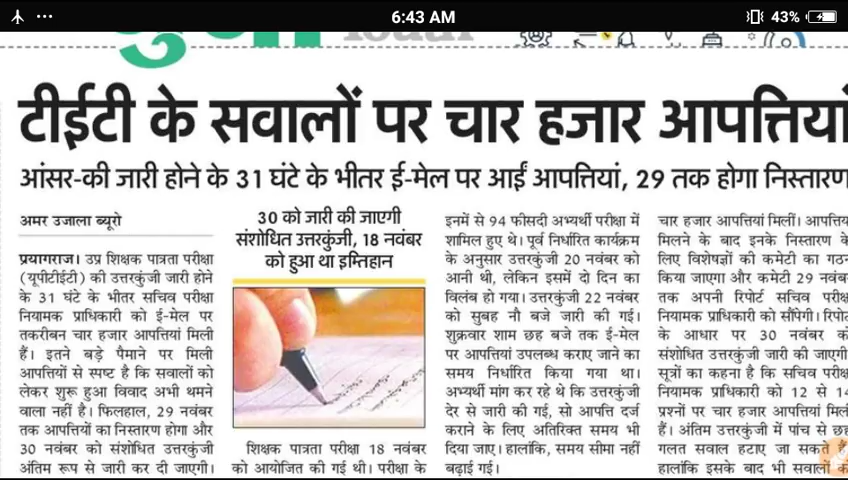 6:43 AM
43%
टीईटी के सवालों पर चार हजार आपत्तियां
आंसर-की जारी होने के 31 घंटे के भीतर ई-मेल पर आईं आपत्तियां, 29 तक होगा निस्तारण
अमर उजाला ब्यूरो
प्रयागराज। उप्र शिक्षक पात्रता परीक्षा
(यूपीटीईटी) की उत्तरकुंजी जारी होने
के 31 घंटे के भीतर सचिव परीक्षा
नियामक प्राधिकारी को ई-मेल पर
तकरीबन चार हजार आपत्तियां मिली
हैं। इतने बड़े पैमाने पर मिली
आपत्तियों से स्पष्ट है कि सवालों को
लेकर शुरू हुआ विवाद अभी थमने
वाला नहीं है। फिलहाल, 29 नवंबर
तक आपत्तियों का निस्तारण होगा और
30 नवंबर को संशोधित उत्तरकुंजी
अंतिम रूप से जारी कर दी जाएगी।
30 को जारी की जाएगी
संशोधित उत्तरकुंजी, 18 नवंबर
को हुआ था इम्तिहान
शिक्षक पात्रता परीक्षा 18 नवंबर
को आयोजित की गई थी। परीक्षा के
इनमें से 94 फीसदी अभ्यर्थी परीक्षा में
शामिल हुए थे। पूर्व निर्धारित कार्यक्रम
के अनुसार उत्तरकुंजी 20 नवंबर को
आनी थी, लेकिन इसमें दो दिन का
विलंब हो गया। उत्तरकुंजी 22 नवंबर
को सुबह नौ बजे जारी की गई।
शुक्रवार शाम छह बजे तक ई-मेल
पर आपत्तियां उपलब्ध कराए जाने का
समय निर्धारित किया गया था।
अभ्यर्थी मांग कर रहे थे कि उत्तरकुंजी
देर से जारी की गई, सो आपत्ति दर्ज
कराने के लिए अतिरिक्त समय भी
दिया जाए। हालांकि, समय सीमा नहीं
बढ़ाई गई।
चार हजार आपत्तियां मिलीं। आपत्तियां
मिलने के बाद इनके निस्तारण के
लिए विशेषज्ञों की कमेटी का गठन
किया जाएगा और कमेटी 29 नवंबर
तक अपनी रिपोर्ट सचिव परीक्षा
नियामक प्राधिकारी को सौंपेगी। रिपोर्ट
के आधार पर 30 नवंबर को
संशोधित उत्तरकुंजी जारी की जाएगी
सूत्रों का कहना है कि सचिव परीक्षा
नियामक प्राधिकारी को 12 से 14
प्रश्नों पर चार हजार आपत्तियां मिली
हैं। अंतिम उत्तरकुंजी में पांच से छह
गलत सवाल हटाए जा सकते हैं
हालांकि इसके बाद भी सवालों